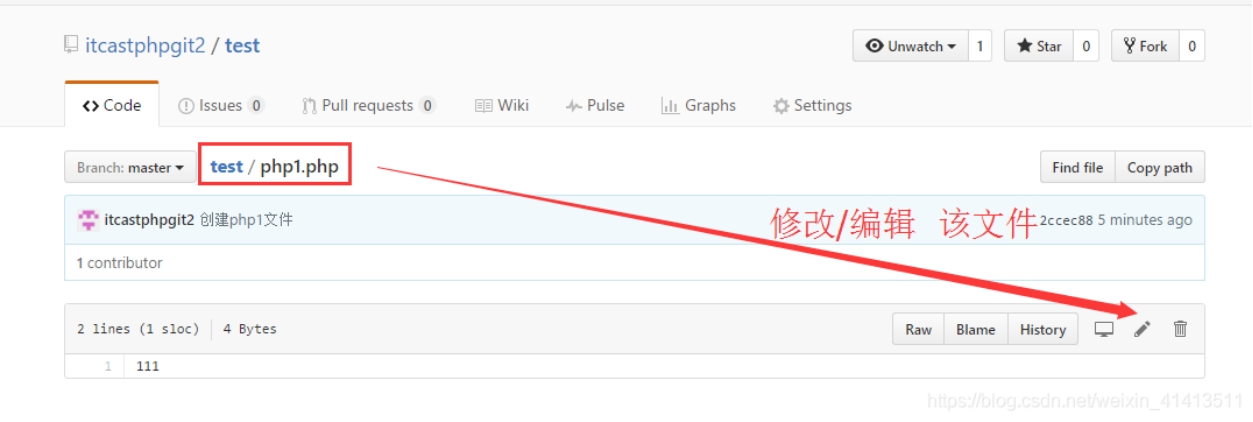 itcastphpgit2 / test
Unwatch 1 Star 0 Fork 0
Code Issues 0 Pull requests 0 Wiki Pulse Graphs Settings
Branch: master test / php1.php Find file Copy path
itcastphpgit2 创建php1文件 修改/编辑 该文件 2ccec88 5 minutes ago
1 contributor
2 lines (1 sloc) 4 Bytes Raw Blame History
1 111
https://blog.csdn.net/weixin_41413511